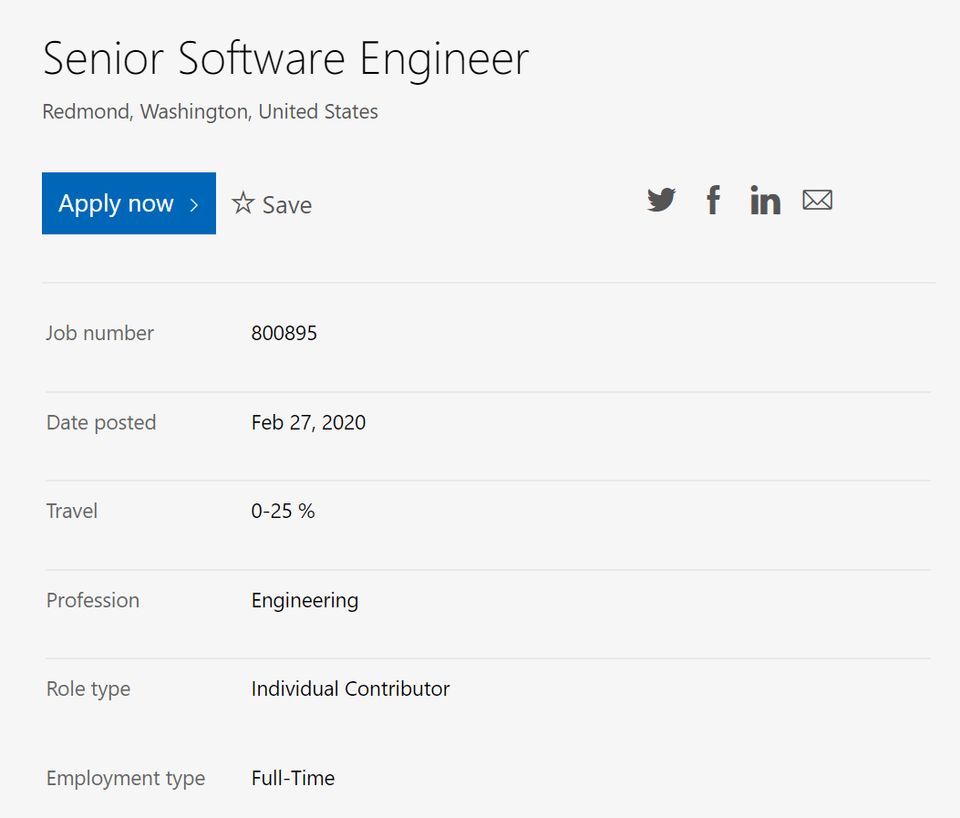 Senior Software Engineer
Redmond, Washington, United States
Apply now
Save
Job number 800895
Date posted Feb 27, 2020
Travel 0-25 %
Profession Engineering
Role type Individual Contributor
Employment type Full-Time